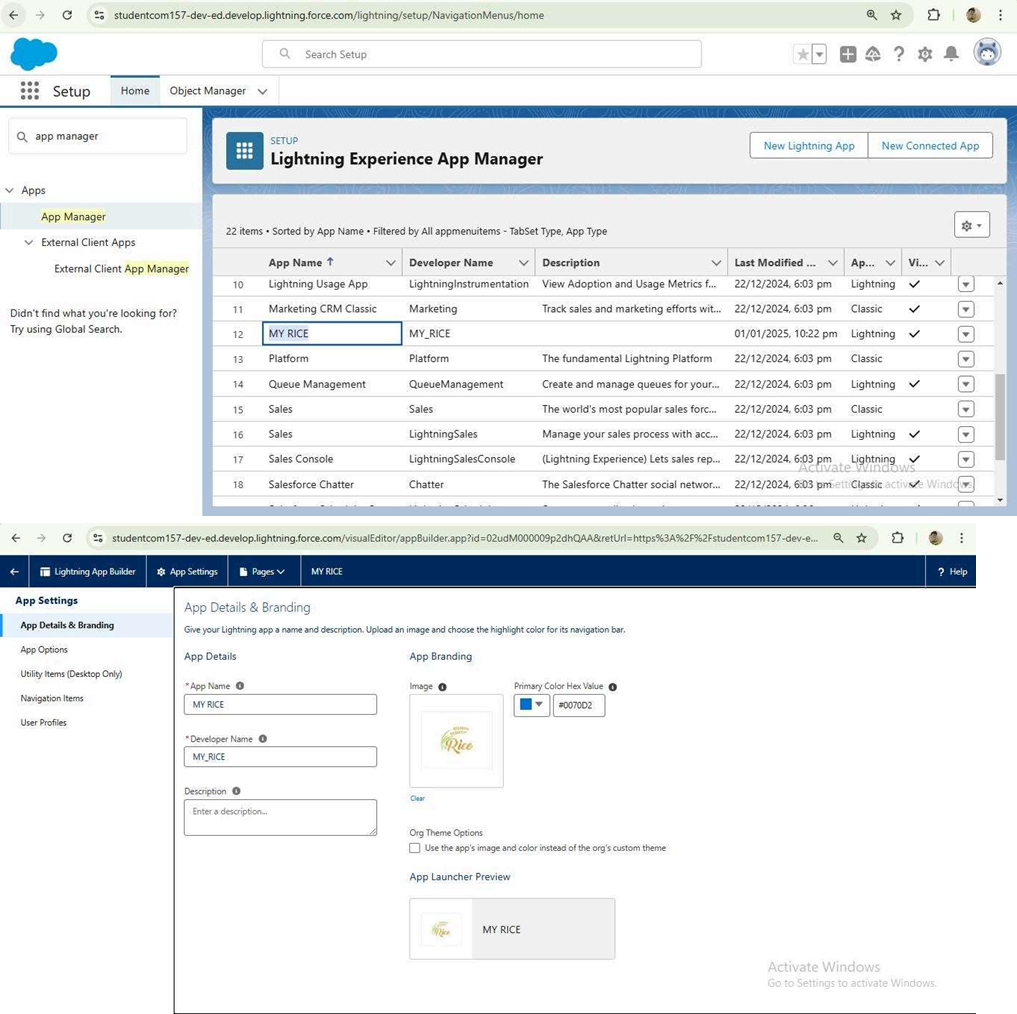 studentcom157-dev-ed.develop.lightning.force.com/lightning/setup/NavigationMenus/home
Search Setup
Setup
Home
Object Manager
app manager
Apps
App Manager
External Client Apps
External Client App Manager
Didn't find what you're looking for?
Try using Global Search.
SETUP
Lightning Experience App Manager
New Lightning App
New Connected App
22 items • Sorted by App Name • Filtered by All appmenuitems - TabSet Type, App Type
App Name ↑ Developer Name Description Last Modified ... Ap... Vi...
10 Lightning Usage App LightningInstrumentation View Adoption and Usage Metrics f... 22/12/2024, 6:03 pm Lightning ✓
11 Marketing CRM Classic Marketing Track sales and marketing efforts wit... 22/12/2024, 6:03 pm Classic ✓
12 MY RICE MY_RICE 01/01/2025, 10:22 pm Lightning ✓
13 Platform Platform The fundamental Lightning Platform 22/12/2024, 6:03 pm Classic
14 Queue Management QueueManagement Create and manage queues for your... 22/12/2024, 6:03 pm Lightning ✓
15 Sales Sales The world's most popular sales forc... 22/12/2024, 6:03 pm Classic
16 Sales LightningSales Manage your sales process with acc... 22/12/2024, 6:03 pm Lightning ✓
17 Sales Console LightningSalesConsole (Lightning Experience) Lets sales rep... 22/12/2024, 6:03 pm Lightning ✓
18 Salesforce Chatter Chatter The Salesforce Chatter social networ... 22/12/2024, 6:03 pm Classic ✓
Activate Windows
Go to Settings to activate Windows.
studentcom157-dev-ed.develop.lightning.force.com/visualEditor/appBuilder.app?id=02udM000009p2dhQAA&retUrl=https%3A%2F%2Fstudentcom157-dev-e...
Lightning App Builder
App Settings
Pages
MY RICE
? Help
App Settings
App Details & Branding
App Options
Utility Items (Desktop Only)
Navigation Items
User Profiles
App Details & Branding
Give your Lightning app a name and description. Upload an image and choose the highlight color for its navigation bar.
App Details
*App Name
MY RICE
*Developer Name
MY_RICE
Description
Enter a description...
App Branding
Image
Primary Color Hex Value
#0070D2
Rice
Clear
Org Theme Options
Use the app's image and color instead of the org's custom theme
App Launcher Preview
Rice
MY RICE
Activate Windows
Go to Settings to activate Windows.